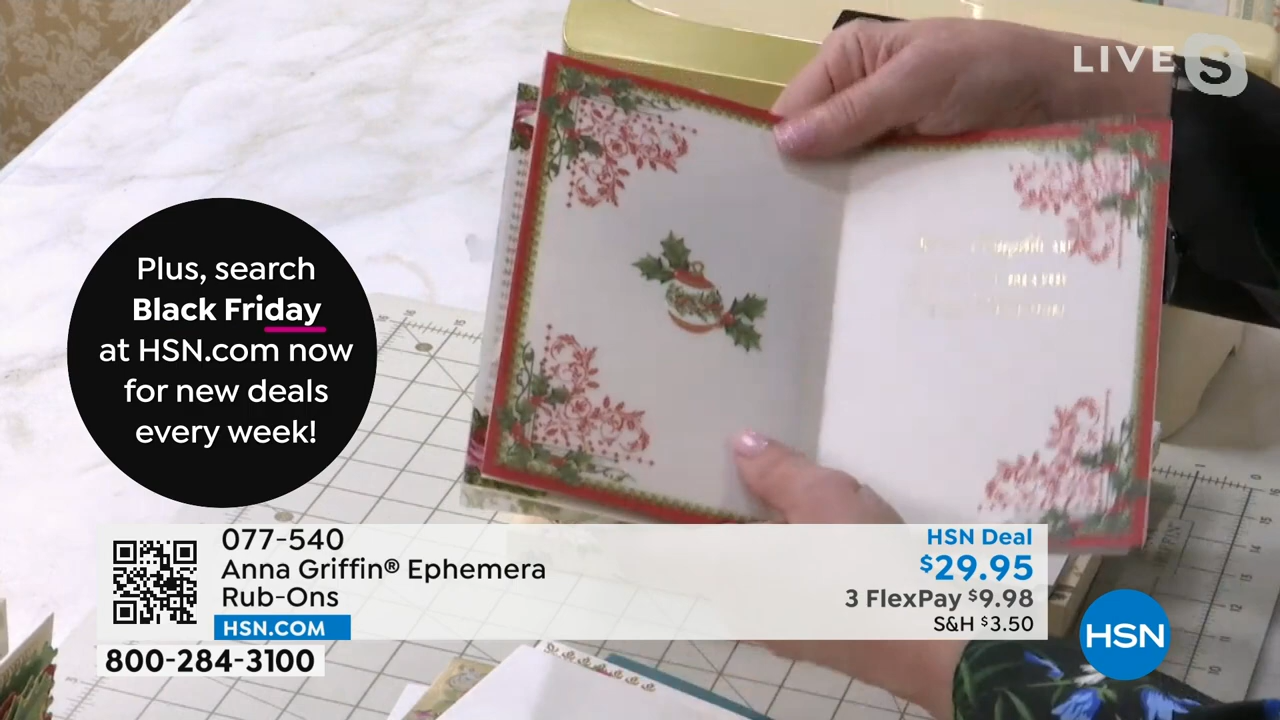 LIVE S
Plus, search
Black Friday
at HSN.com now
for new deals
every week!
077-540
Anna Griffin® Ephemera
Rub-Ons
HSN.COM
800-284-3100
HSN Deal
$29.95
3 FlexPay $9.98
S&H $3.50
HSN